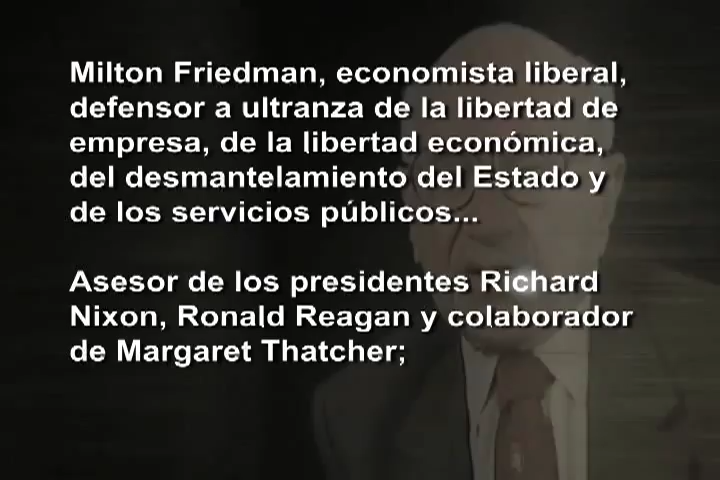 Milton Friedman, economista liberal,
defensor a ultranza de la libertad de
empresa, de la libertad económica,
del desmantelamiento del Estado y
de los servicios públicos...
Asesor de los presidentes Richard
Nixon, Ronald Reagan y colaborador
de Margaret Thatcher;